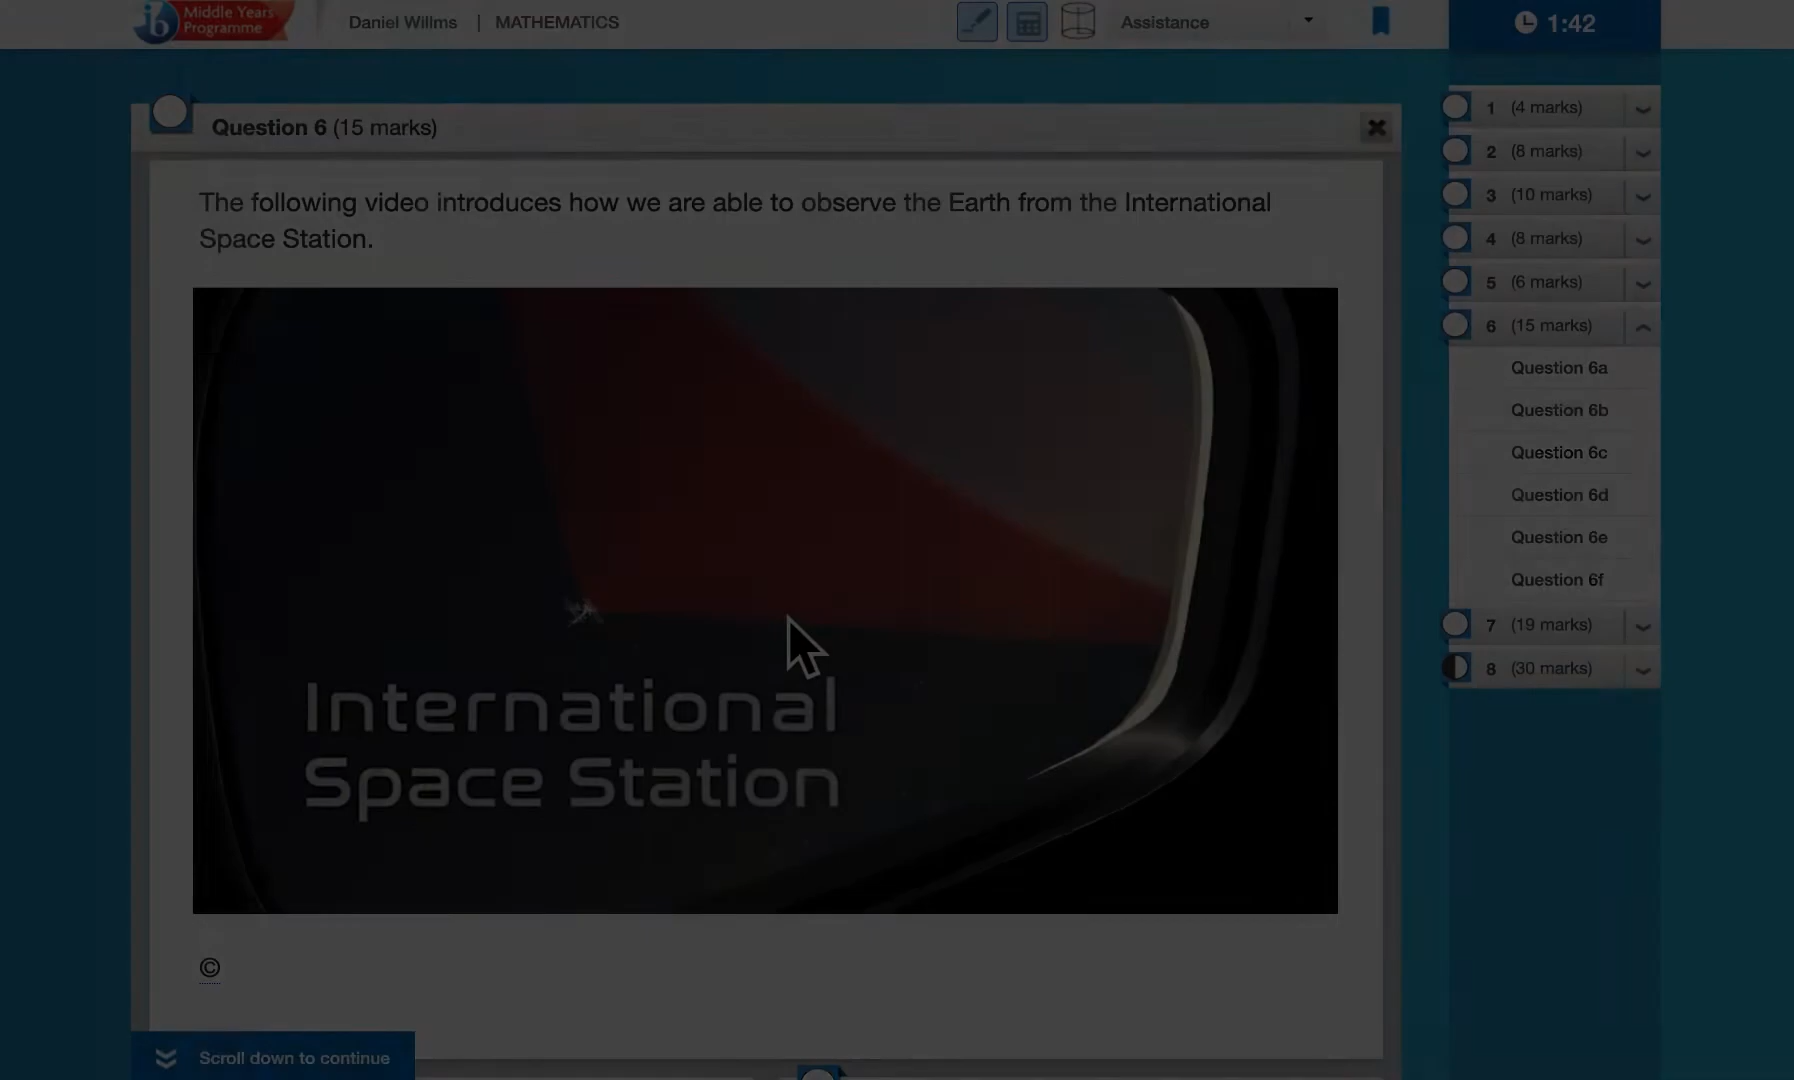 Middle Years
Programme
ib
Daniel Willms | MATHEMATICS
Assistance
1:42
Question 6 (15 marks)
The following video introduces how we are able to observe the Earth from the International
Space Station.
International
Space Station
©
Scroll down to continue
1 (4 marks)
2 (8 marks)
3 (10 marks)
4 (8 marks)
5 (6 marks)
6 (15 marks)
Question 6a
Question 6b
Question 6c
Question 6d
Question 6e
Question 6f
7 (19 marks)
8 (30 marks)